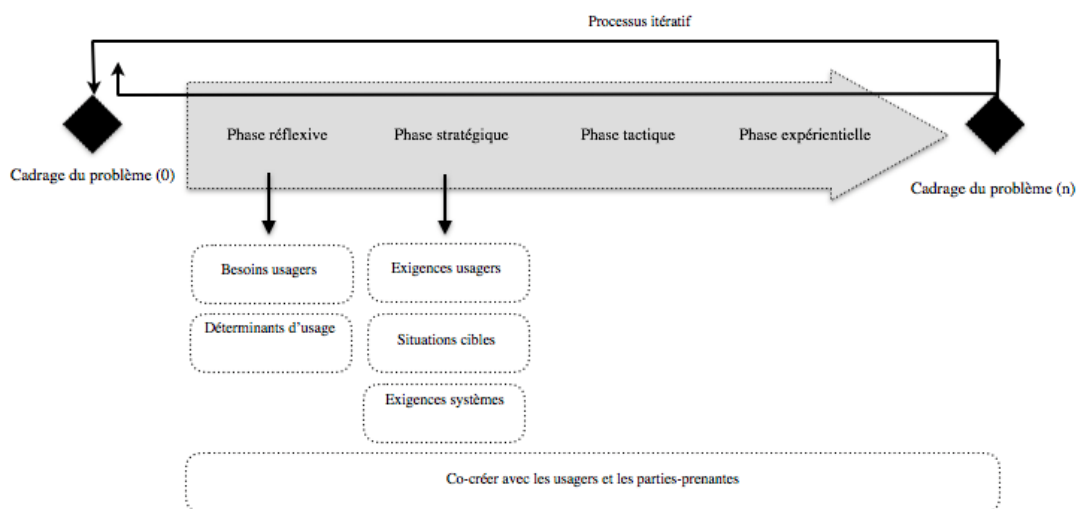 Processus itératif
Phase réflexive
Phase stratégique
Phase tactique
Phase expérientielle
Cadrage du problème (0)
Cadrage du problème (n)
Besoins usagers
Exigences usagers
Déterminants d'usage
Situations cibles
Exigences systèmes
Co-créer avec les usagers et les parties-prenantes